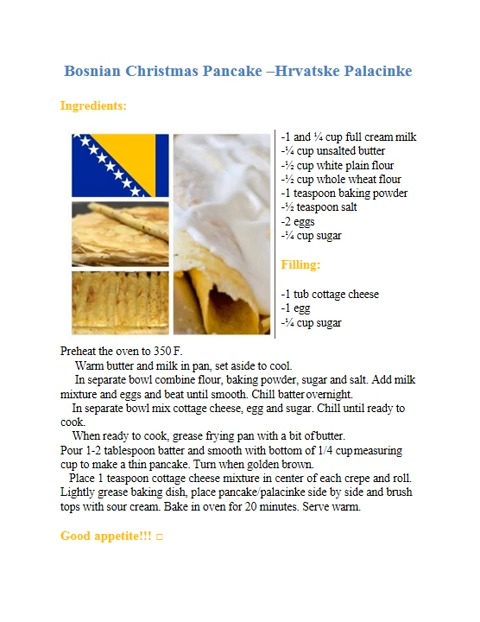 Bosnian Christmas Pancake –Hrvatske Palacinke
Ingredients:
-1 and ¼ cup full cream milk
-¼ cup unsalted butter
-½ cup white plain flour
-½ cup whole wheat flour
-1 teaspoon baking powder
-½ teaspoon salt
-2 eggs
-¼ cup sugar
Filling:
-1 tub cottage cheese
-1 egg
-¼ cup sugar
Preheat the oven to 350 F.
Warm butter and milk in pan, set aside to cool.
In separate bowl combine flour, baking powder, sugar and salt. Add milk
mixture and eggs and beat until smooth. Chill batter overnight.
In separate bowl mix cottage cheese, egg and sugar. Chill until ready to
cook.
When ready to cook, grease frying pan with a bit of butter.
Pour 1-2 tablespoon batter and smooth with bottom of 1/4 cup measuring
cup to make a thin pancake. Turn when golden brown.
Place 1 teaspoon cottage cheese mixture in center of each crepe and roll.
Lightly grease baking dish, place pancake/palacinke side by side and brush
tops with sour cream. Bake in oven for 20 minutes. Serve warm.
Good appetite!!! □